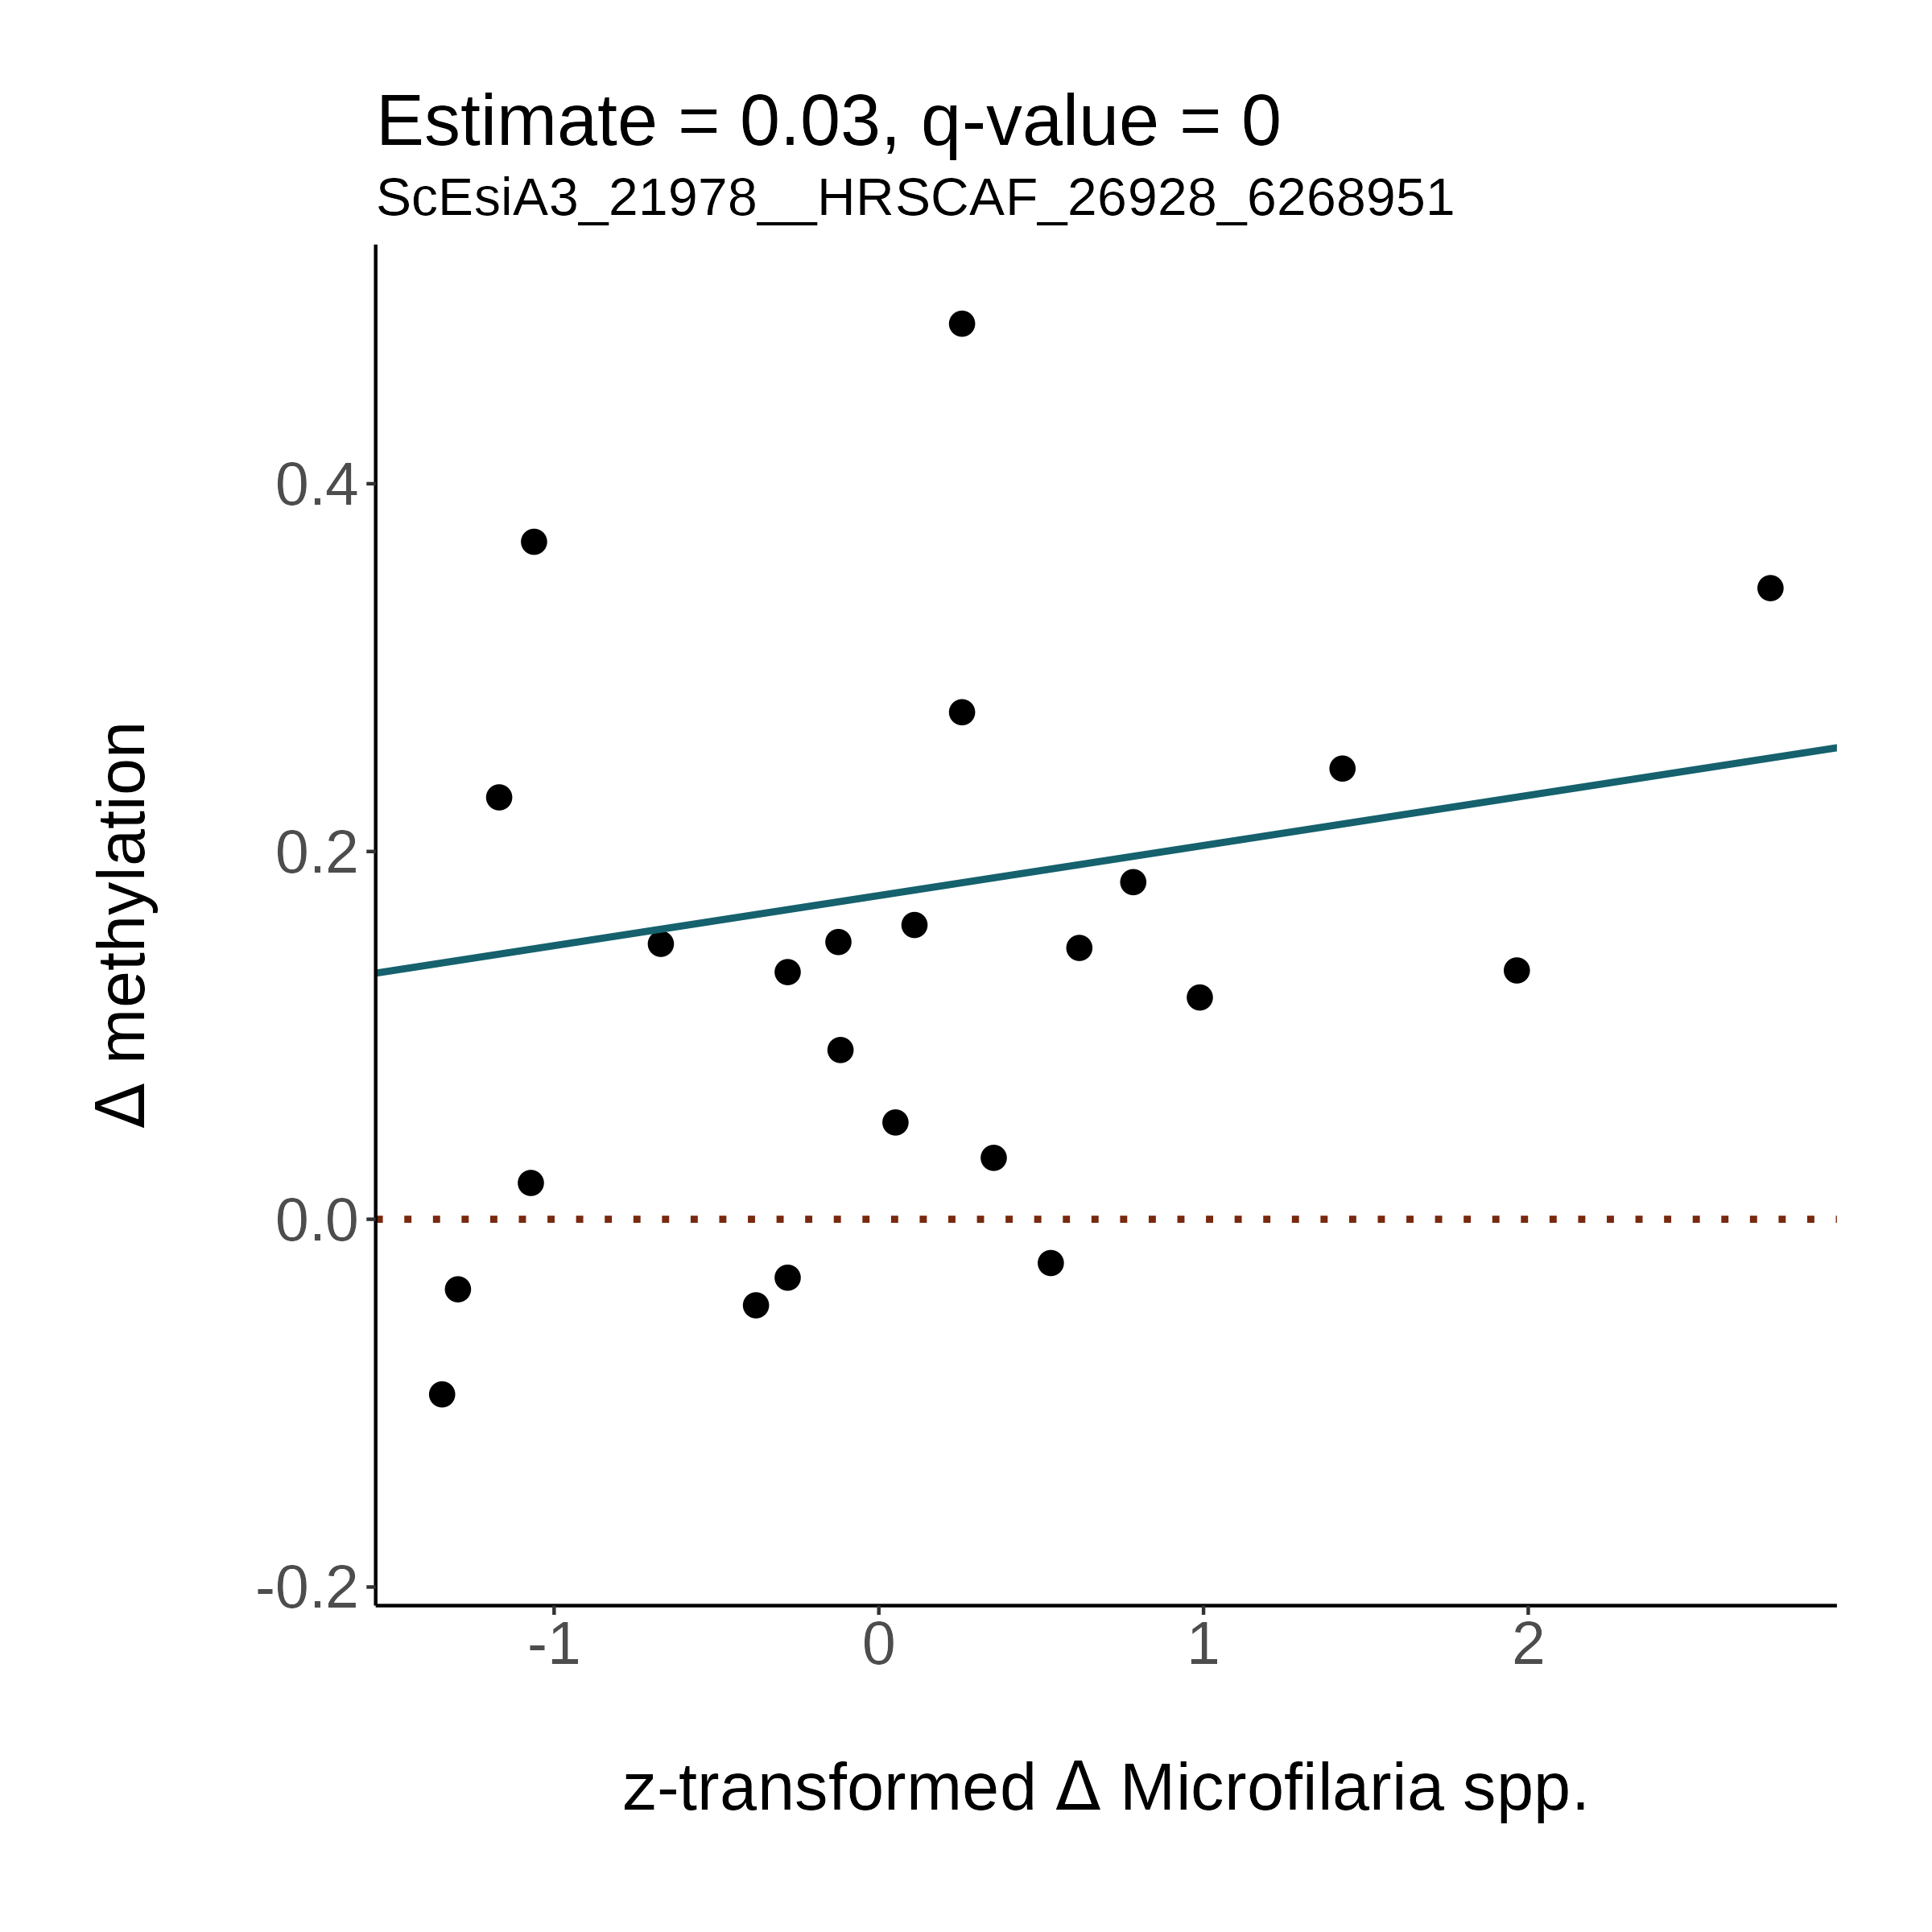 Estimate = 0.03, q-value = 0
ScEsiA3_21978__HRSCAF_26928_6268951
0.4
0.2
0.0
-0.2
Δ methylation
-1 0 1 2
z-transformed Δ Microfilaria spp.